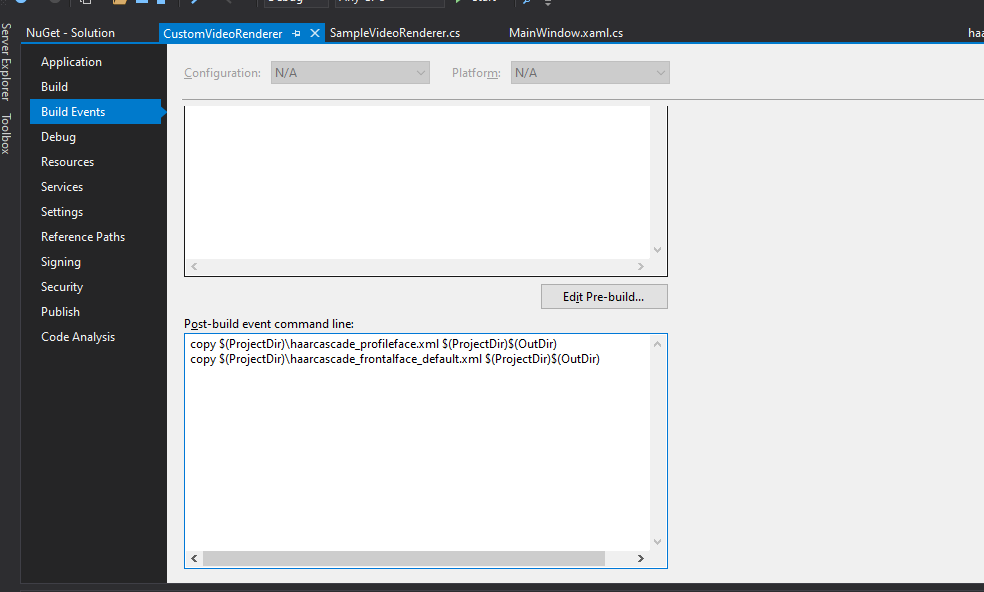 Server Explorer
Toolbox
NuGet - Solution
CustomVideoRenderer
SampleVideoRenderer.cs
MainWindow.xaml.cs
Application
Build
Build Events
Debug
Resources
Services
Settings
Reference Paths
Signing
Security
Publish
Code Analysis
Configuration: N/A Platform: N/A
Edit Pre-build...
Post-build event command line:
copy $(ProjectDir)\haarcascade_profileface.xml $(ProjectDir)$(OutDir)
copy $(ProjectDir)\haarcascade_frontalface_default.xml $(ProjectDir)$(OutDir)